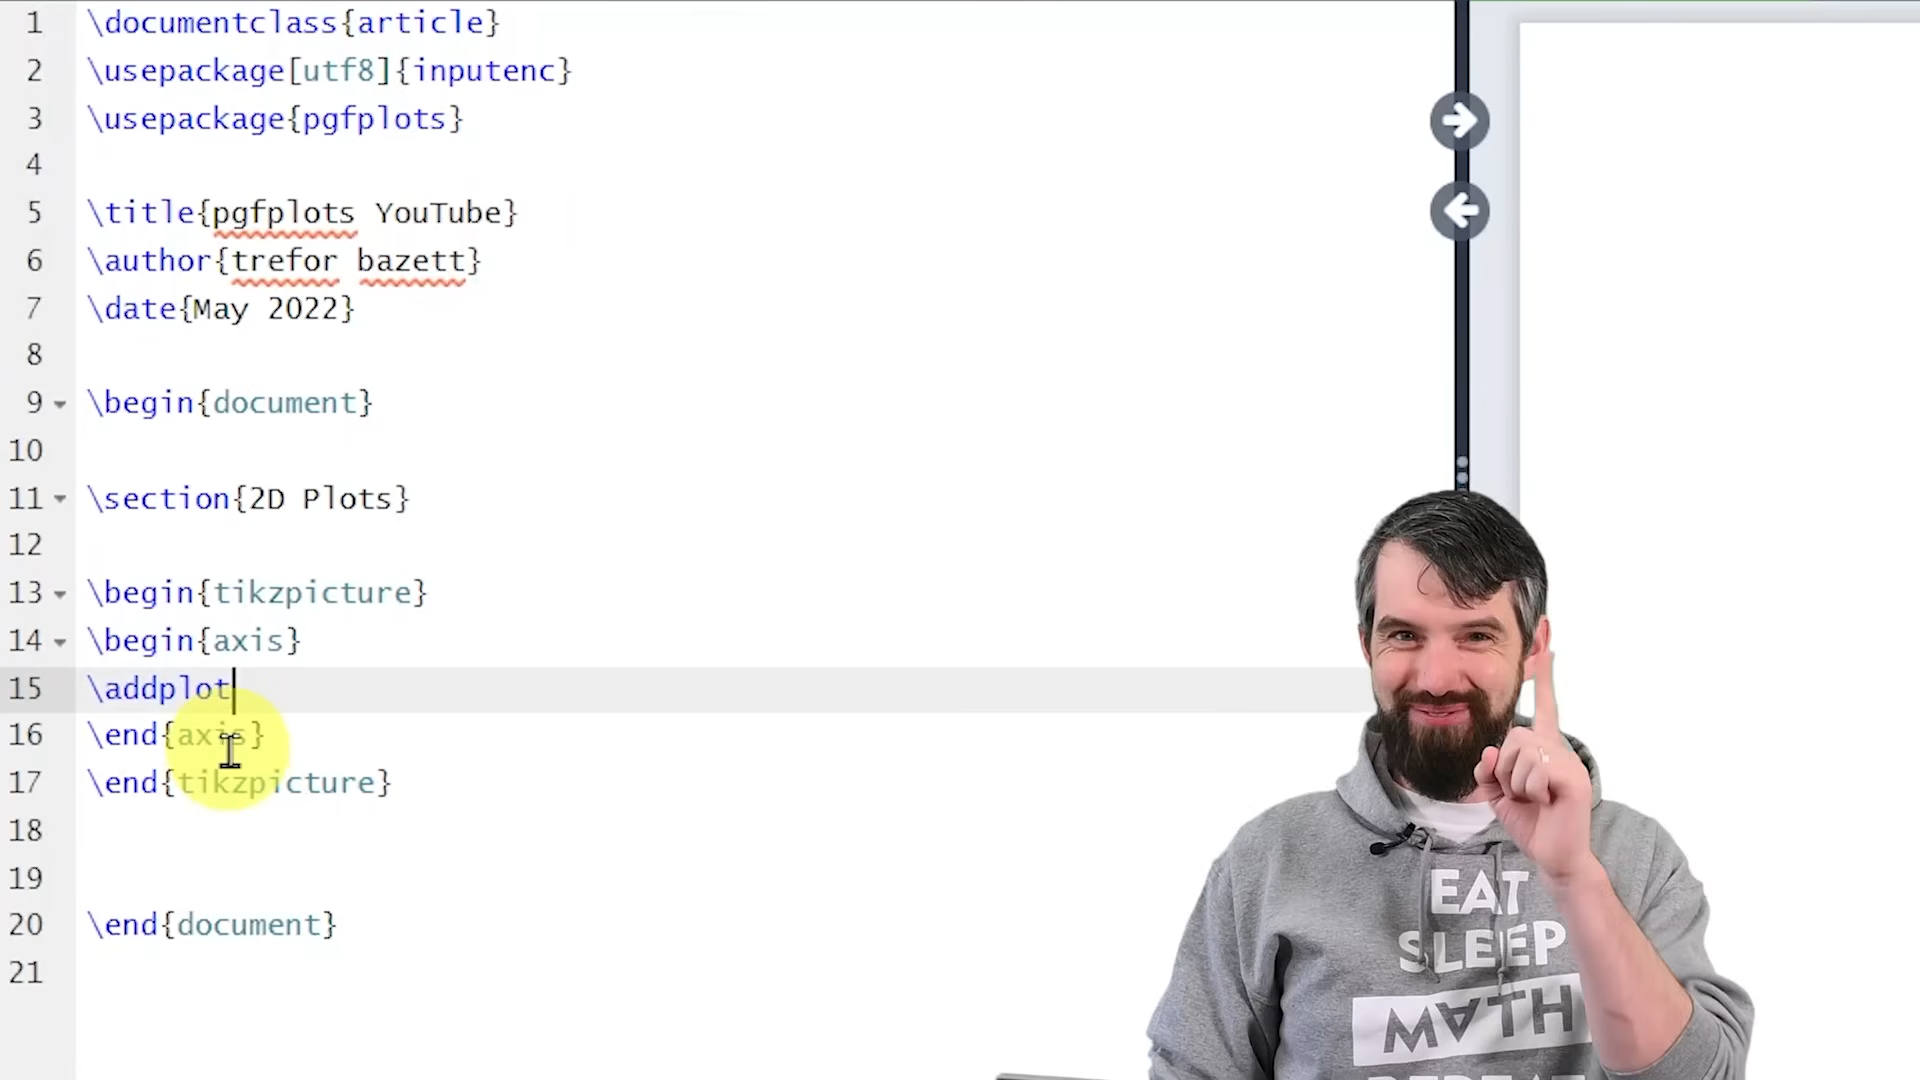 1 \documentclass{article}
2 \usepackage[utf8]{inputenc}
3 \usepackage{pgfplots}
4
5 \title{pgfplots YouTube}
6 \author{trefor bazett}
7 \date{May 2022}
8
9 \begin{document}
10
11 \section{2D Plots}
12
13 \begin{tikzpicture}
14 \begin{axis}
15 \addplot
16 \end{axis}
17 \end{tikzpicture}
18
19
20 \end{document}
21
EAT
SLEEP
M∀TH
REPEAT